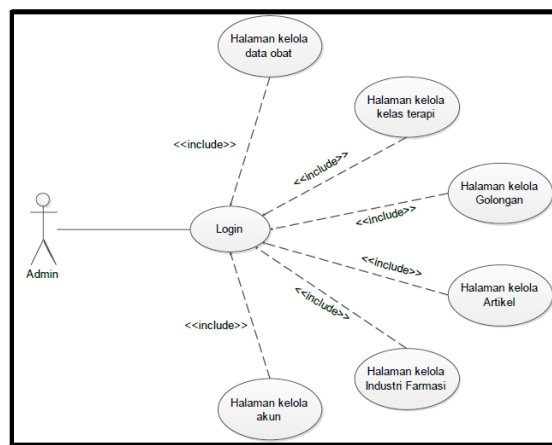 Halaman kelola
data obat
Halaman kelola
kelas terapi
<<include>>
<<include>>
Halaman kelola
Golongan
<<include>>
Login
Admin
<<include>>
Halaman kelola
Artikel
<<include>>
<<include>>
Halaman kelola
Industri Farmasi
Halaman kelola
akun